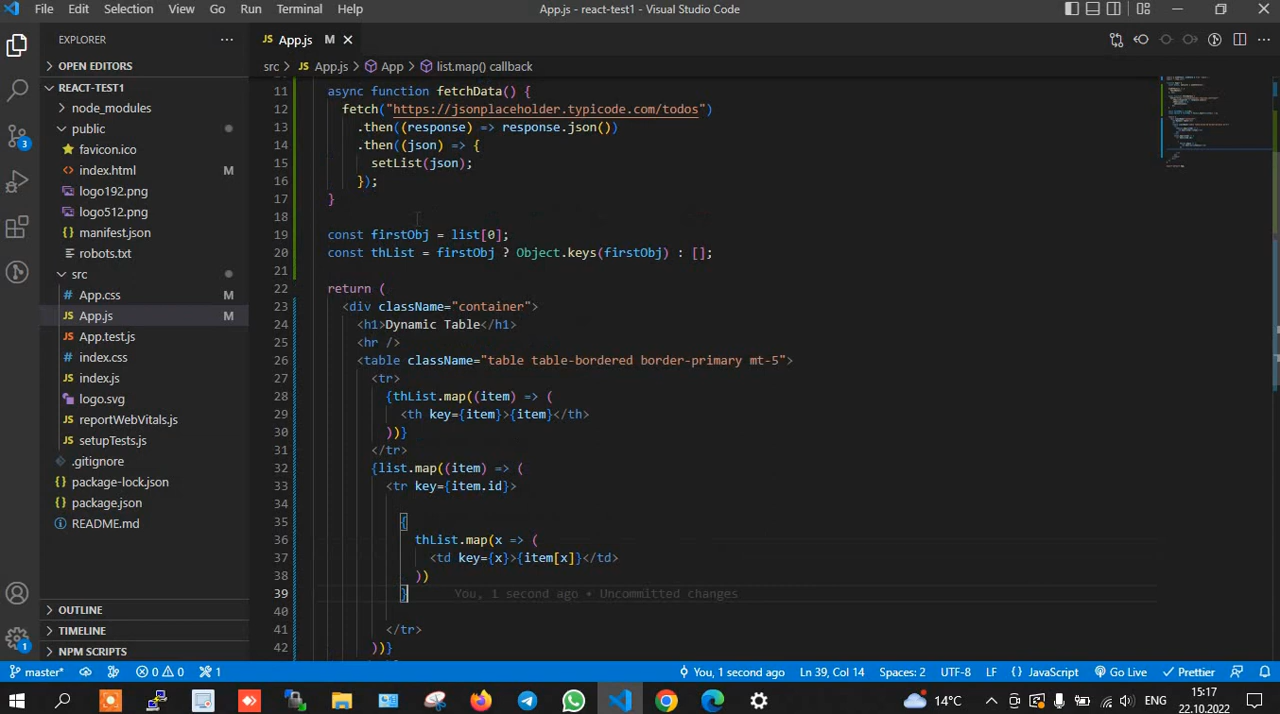 File Edit Selection View Go Run Terminal Help App.js - react-test1 - Visual Studio Code
EXPLORER
App.js M
OPEN EDITORS
src > App.js > App > list.map() callback
REACT-TEST1
node_modules
public
favicon.ico
index.html M
logo192.png
logo512.png
manifest.json
robots.txt
src
App.css M
App.js M
App.test.js
index.css
index.js
logo.svg
reportWebVitals.js
setupTests.js
.gitignore
package-lock.json
package.json
README.md
OUTLINE
TIMELINE
NPM SCRIPTS
3
1
11 async function fetchData() {
12 fetch("https://jsonplaceholder.typicode.com/todos")
13 .then((response) => response.json())
14 .then((json) => {
15 setList(json);
16 });
17 }
18
19 const firstObj = list[0];
20 const thList = firstObj ? Object.keys(firstObj) : [];
21
22 return (
23 <div className="container">
24 <h1>Dynamic Table</h1>
25 <hr />
26 <table className="table table-bordered border-primary mt-5">
27 <tr>
28 {thList.map((item) => (
29 <th key={item}>{item}</th>
30 ))}
31 </tr>
32 {list.map((item) => (
33 <tr key={item.id}>
34
35 {
36 thList.map(x => (
37 <td key={x}>{item[x]}</td>
38 ))
39 } You, 1 second ago • Uncommitted changes
40
41 </tr>
42 ))}
master* 0 0 1 You, 1 second ago Ln 39, Col 14 Spaces: 2 UTF-8 LF {} JavaScript Go Live Prettier
14°C ENG 15:17
22.10.2022